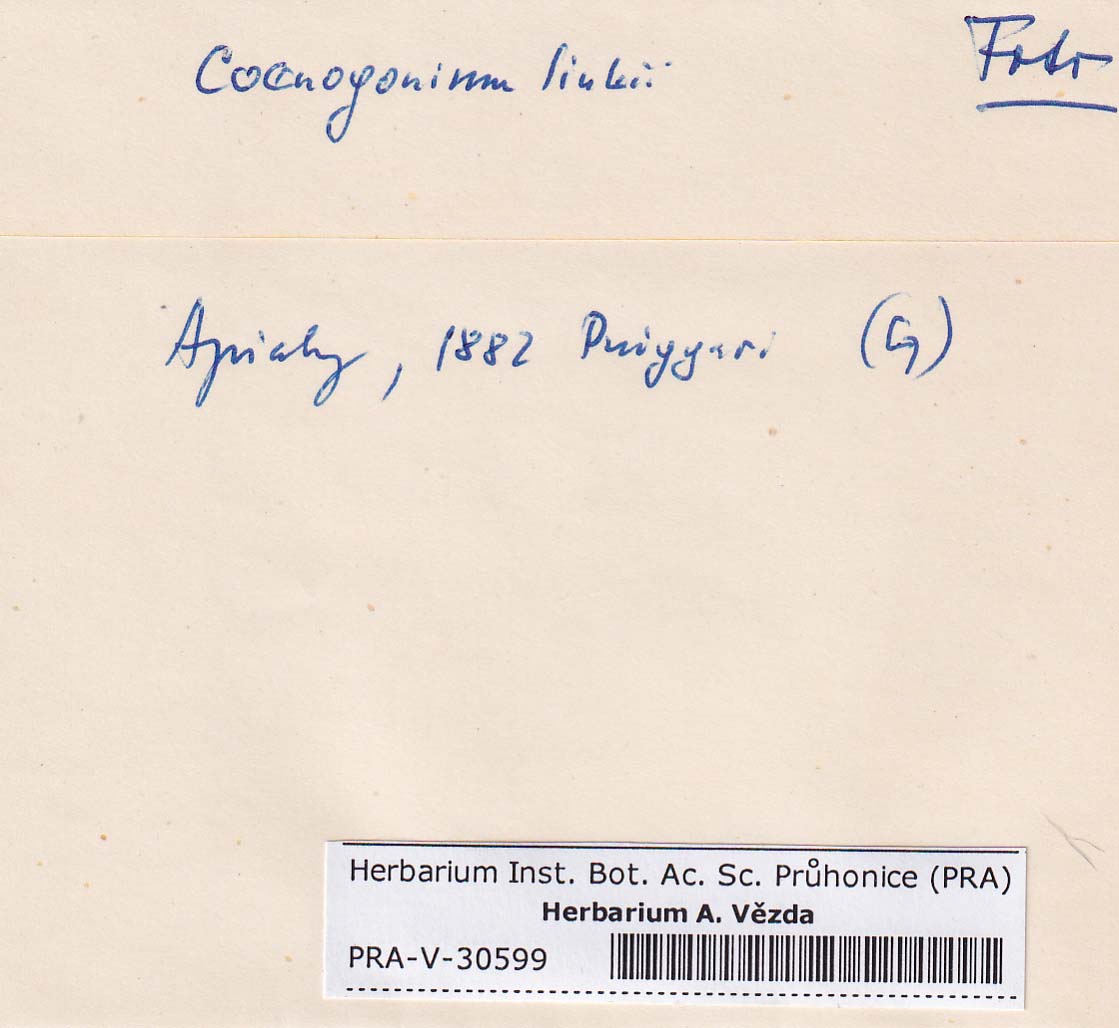 Coenogonium linkii
Foto
Apiahy, 1882 Puiggari (G)
Herbarium Inst. Bot. Ac. Sc. Průhonice (PRA)
Herbarium A. Vězda
PRA-V-30599